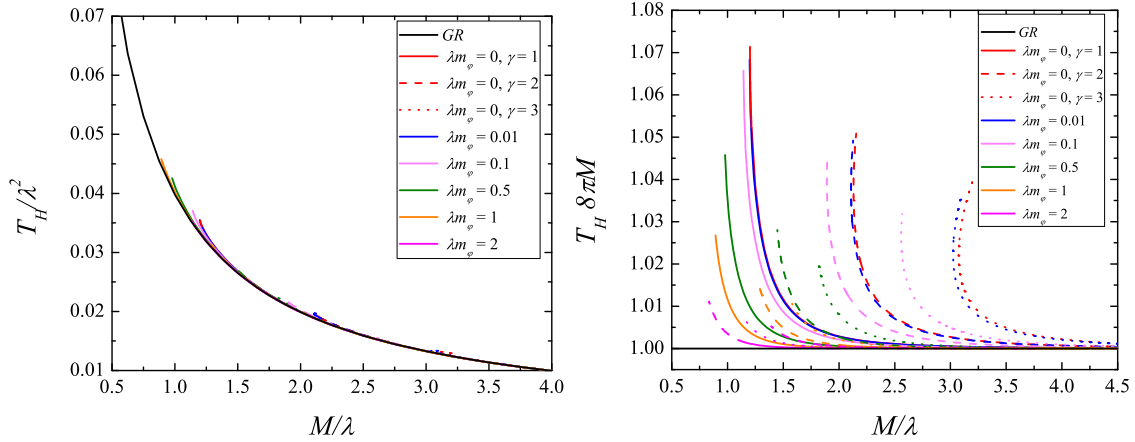 0.07
0.06
0.05
0.04
0.03
0.02
0.01
0.5
1.0
1.5
2.0
2.5
3.0
3.5
4.0
T_H/λ²
M/λ
GR
λm_φ = 0, γ = 1
λm_φ = 0, γ = 2
λm_φ = 0, γ = 3
λm_φ = 0.01
λm_φ = 0.1
λm_φ = 0.5
λm_φ = 1
λm_φ = 2
1.08
1.07
1.06
1.05
1.04
1.03
1.02
1.01
1.00
0.5
1.0
1.5
2.0
2.5
3.0
3.5
4.0
4.5
T_H 8πM
M/λ
GR
λm_φ = 0, γ = 1
λm_φ = 0, γ = 2
λm_φ = 0, γ = 3
λm_φ = 0.01
λm_φ = 0.1
λm_φ = 0.5
λm_φ = 1
λm_φ = 2